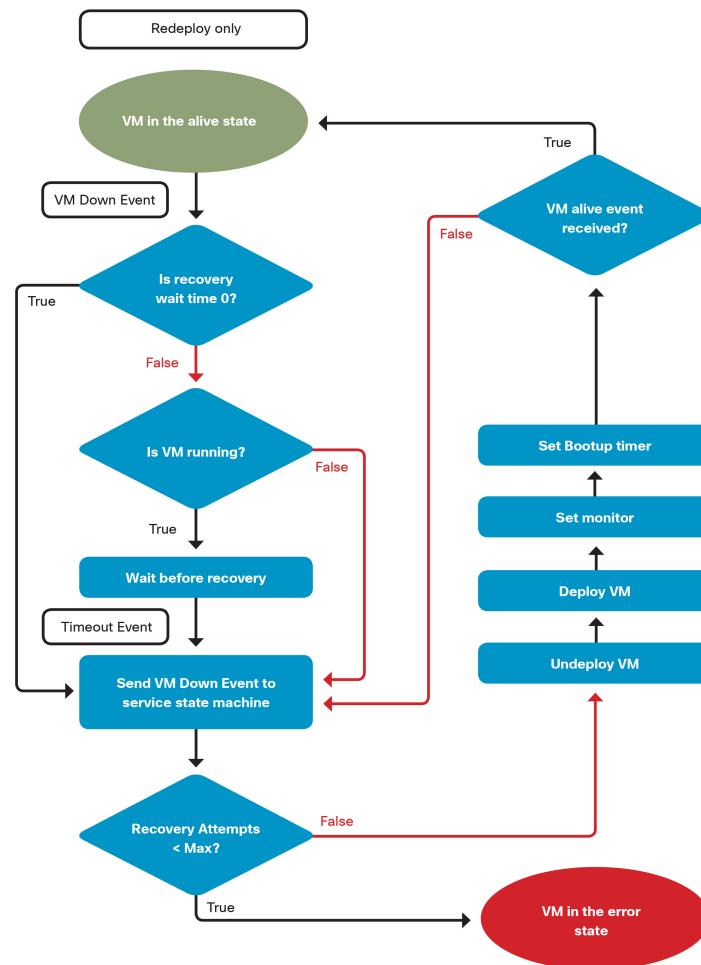 Redeploy only
VM in the alive state
VM Down Event
Is recovery
wait time 0?
True
False
Is VM running?
False
True
Wait before recovery
Timeout Event
Send VM Down Event to
service state machine
Recovery Attempts
< Max?
False
True
VM in the error
state
Undeploy VM
Deploy VM
Set monitor
Set Bootup timer
VM alive event
received?
True
False